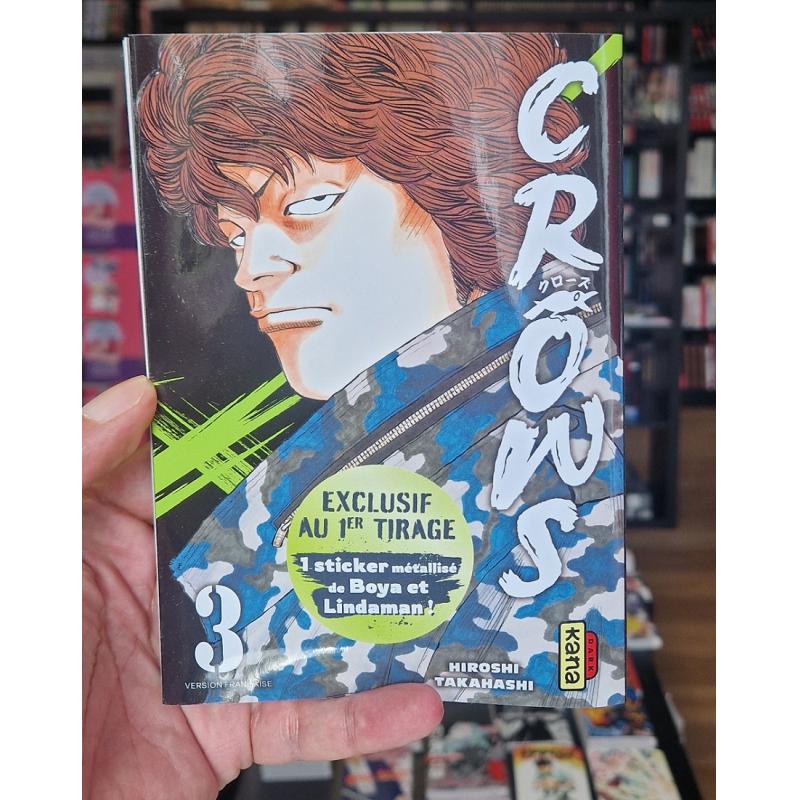 CROWS
クローズ
EXCLUSIF
AU 1ER TIRAGE
1 sticker métallisé
de Boya et
Lindaman !
3
VERSION FRANÇAISE
HIROSHI
TAKAHASHI
kana
DARK